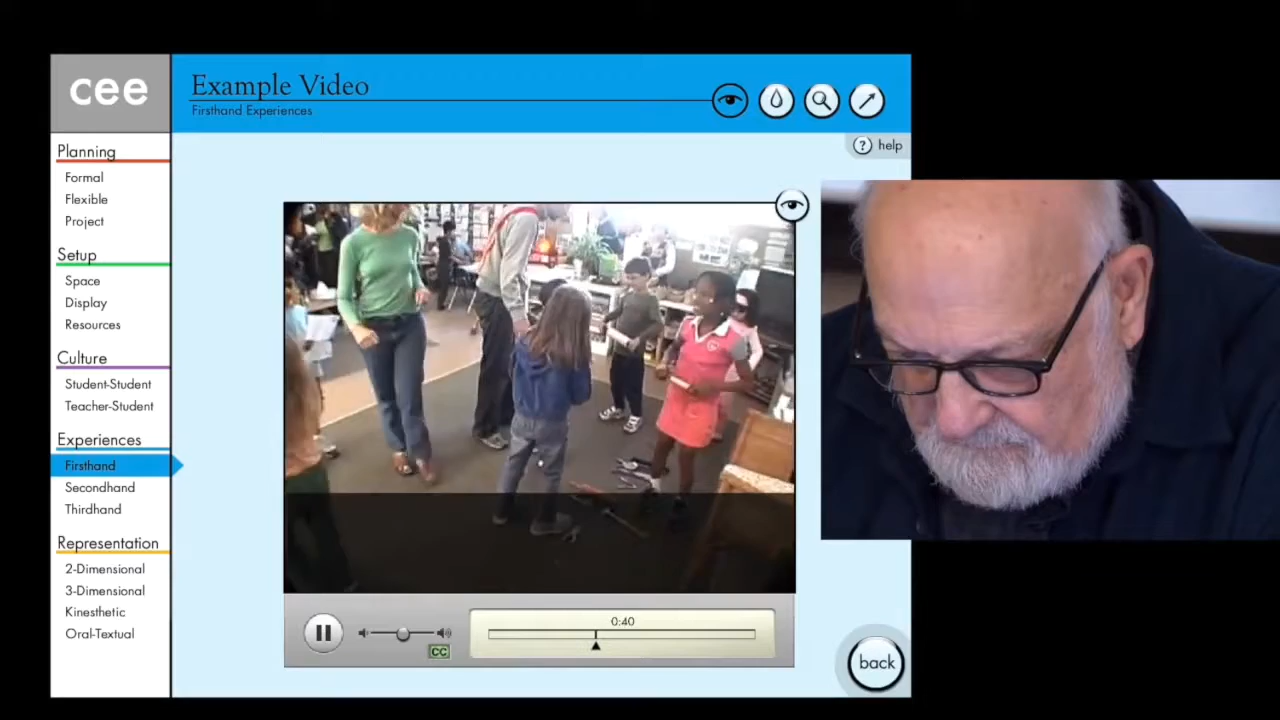 cee
Example Video
Firsthand Experiences
? help
Planning
Formal
Flexible
Project
Setup
Space
Display
Resources
Culture
Student-Student
Teacher-Student
Experiences
Firsthand
Secondhand
Thirdhand
Representation
2-Dimensional
3-Dimensional
Kinesthetic
Oral-Textual
0:40
CC
back